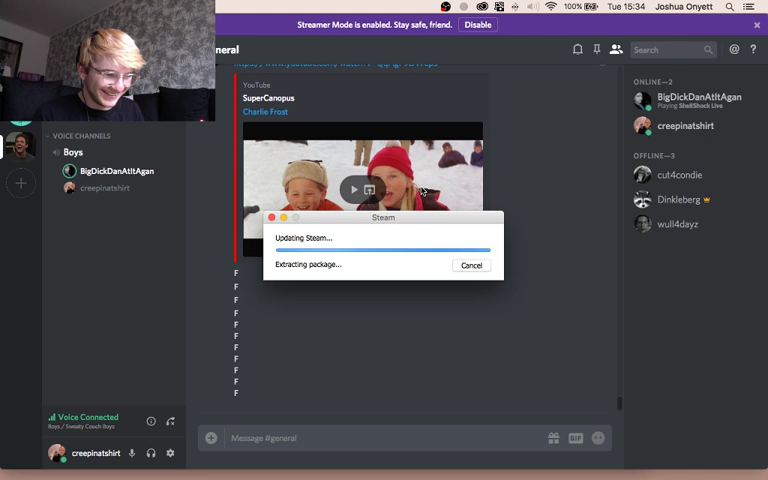 100%
Tue 15:34
Joshua Onyett
Streamer Mode is enabled. Stay safe, friend.
Disable
neral
Search
YouTube
SuperCanopus
Charlie Frost
VOICE CHANNELS
Boys
BigDickDanAtItAgan
creepinatshirt
ONLINE—2
BigDickDanAtItAgan
Playing ShellShock Live
creepinatshirt
OFFLINE—3
cut4condie
Dinkleberg
wull4dayz
Steam
Updating Steam...
Extracting package...
Cancel
F
F
F
F
F
F
F
F
F
F
F
Voice Connected
Boys / Sweaty Couch Boys
creepinatshirt
Message #general
GIF